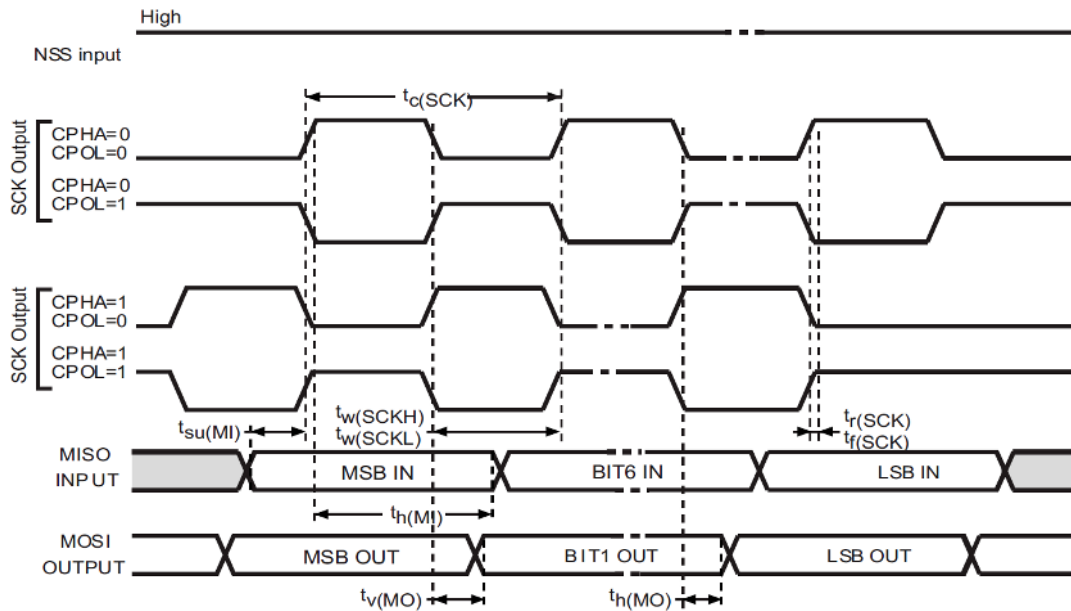 High
NSS input
tc(SCK)
SCK Output
CPHA=0
CPOL=0
CPHA=0
CPOL=1
SCK Output
CPHA=1
CPOL=0
CPHA=1
CPOL=1
tsu(MI)
tw(SCKH)
tw(SCKL)
tr(SCK)
tf(SCK)
MISO
INPUT
MSB IN
BIT6 IN
LSB IN
th(MI)
MOSI
OUTPUT
MSB OUT
BIT1 OUT
LSB OUT
tv(MO)
th(MO)